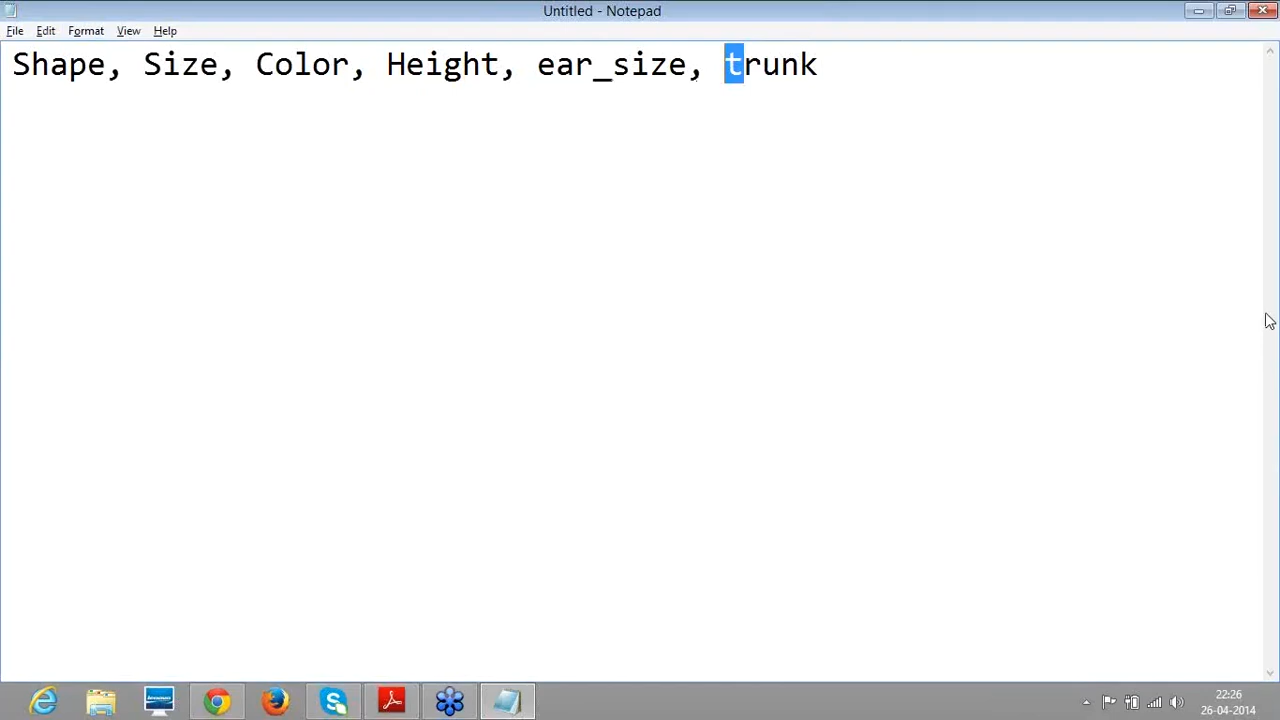 Untitled - Notepad
File Edit Format View Help
Shape, Size, Color, Height, ear_size, trunk
22:26
26-04-2014